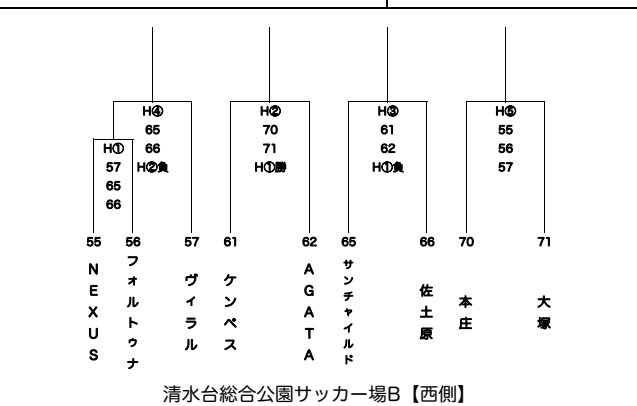 H④
65
66
H②負
H①
57
65
66
H②
70
71
H①勝
H③
61
62
H①負
H⑤
55
56
57
55
56
57
61
62
65
66
70
71
NEXUS
フォルトゥナ
ヴィラル
ケンペス
AGATA
サンチャイルド
佐土原
本庄
大塚
清水台総合公園サッカー場B【西側】